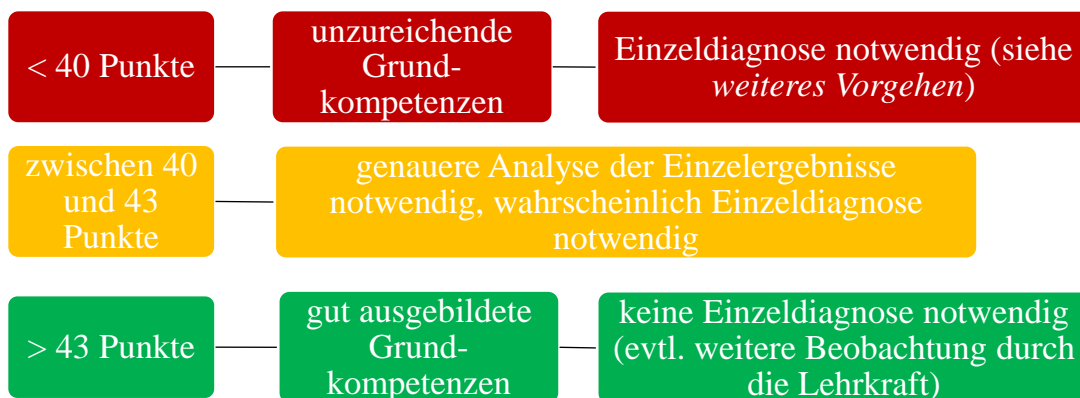 < 40 Punkte
unzureichende
Grund-
kompetenzen
Einzeldiagnose notwendig (siehe
weiteres Vorgehen)
zwischen 40
und 43
Punkte
genauere Analyse der Einzelergebnisse
notwendig, wahrscheinlich Einzeldiagnose
notwendig
> 43 Punkte
gut ausgebildete
Grund-
kompetenzen
keine Einzeldiagnose notwendig
(evtl. weitere Beobachtung durch
die Lehrkraft)